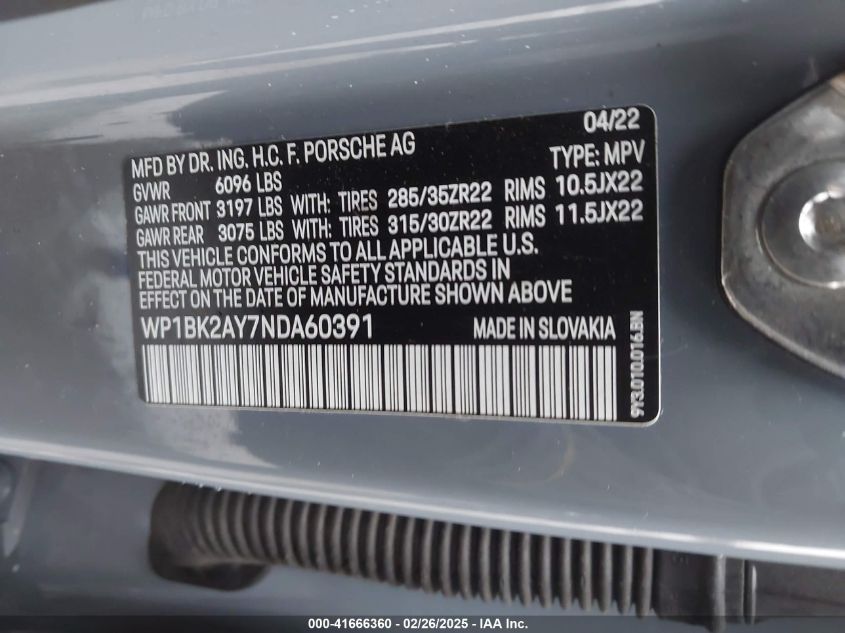 04/22
MFD BY DR. ING. H.C. F. PORSCHE AG
TYPE: MPV
GVWR 6096 LBS
GAWR FRONT 3197 LBS WITH: TIRES 285/35ZR22 RIMS 10.5JX22
GAWR REAR 3075 LBS WITH: TIRES 315/30ZR22 RIMS 11.5JX22
THIS VEHICLE CONFORMS TO ALL APPLICABLE U.S.
FEDERAL MOTOR VEHICLE SAFETY STANDARDS IN
EFFECT ON THE DATE OF MANUFACTURE SHOWN ABOVE
WP1BK2AY7NDA60391 MADE IN SLOVAKIA
9Y3.010.016.BN
000-41666360 - 02/26/2025 - IAA Inc.